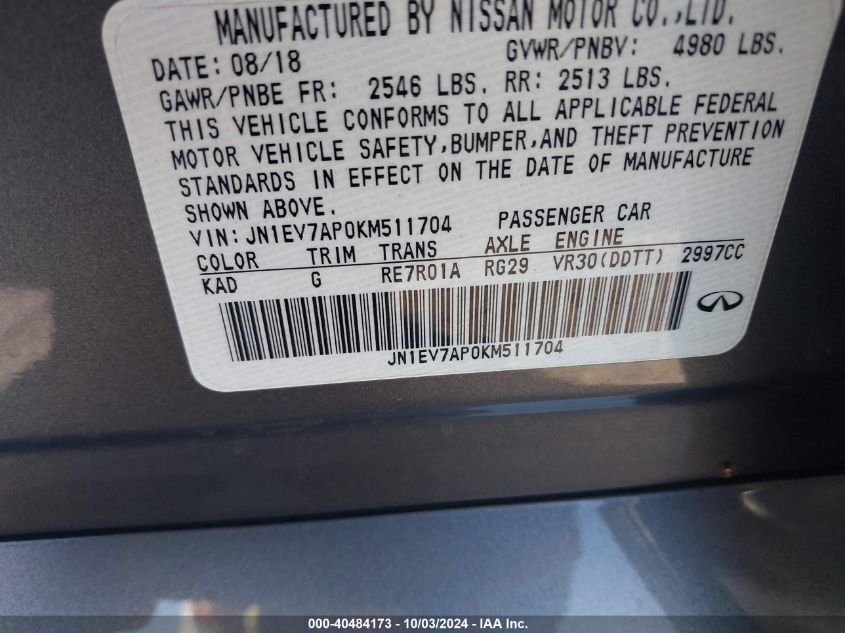 MANUFACTURED BY NISSAN MOTOR CO.,LTD.
DATE: 08/18 GVWR/PNBV: 4980 LBS.
GAWR/PNBE FR: 2546 LBS. RR: 2513 LBS.
THIS VEHICLE CONFORMS TO ALL APPLICABLE FEDERAL
MOTOR VEHICLE SAFETY,BUMPER,AND THEFT PREVENTION
STANDARDS IN EFFECT ON THE DATE OF MANUFACTURE
SHOWN ABOVE.
VIN:JN1EV7AP0KM511704 PASSENGER CAR
COLOR TRIM TRANS AXLE ENGINE
KAD G RE7R01A RG29 VR30(DDTT) 2997CC
JN1EV7AP0KM511704
000-40484173 - 10/03/2024 - IAA Inc.